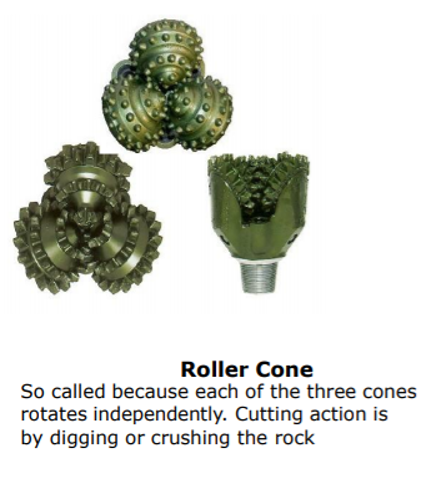 Roller Cone
So called because each of the three cones
rotates independently. Cutting action is
by digging or crushing the rock